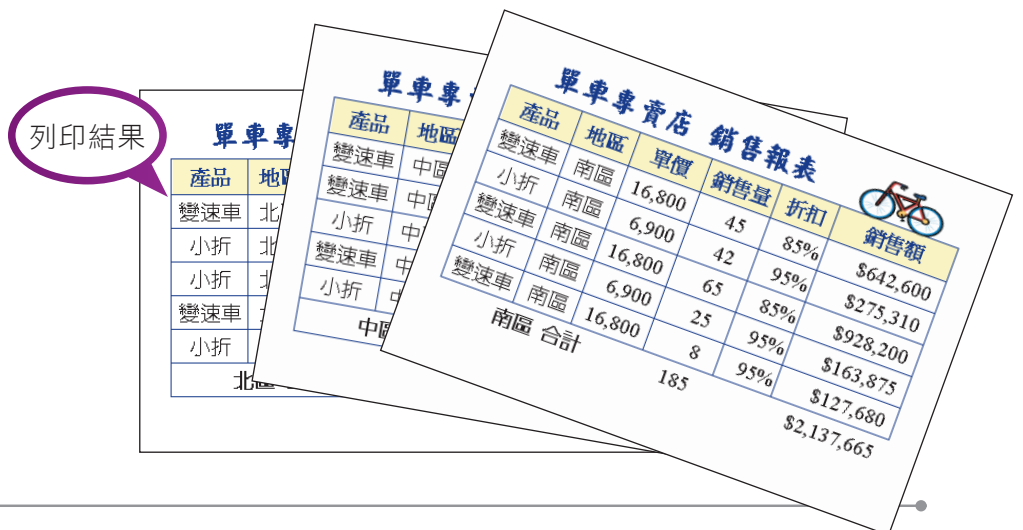 列印結果
單車專
產品 地
變速車 北
小折 北
小折
變速車
小折
北區
單車專
產品 地區
變速車 中區
變速車 中
小折 中
變速車 中
小折
中
單車專賣店 銷售報表
產品 地區 單價 銷售量 折扣 銷售額
變速車 南區 16,800 45 85% $642,600
小折 南區 6,900 42 95% $275,310
變速車 南區 16,800 65 85% $928,200
小折 南區 6,900 25 95% $163,875
變速車 南區 16,800 8 95% $127,680
南區 合計 185 $2,137,665